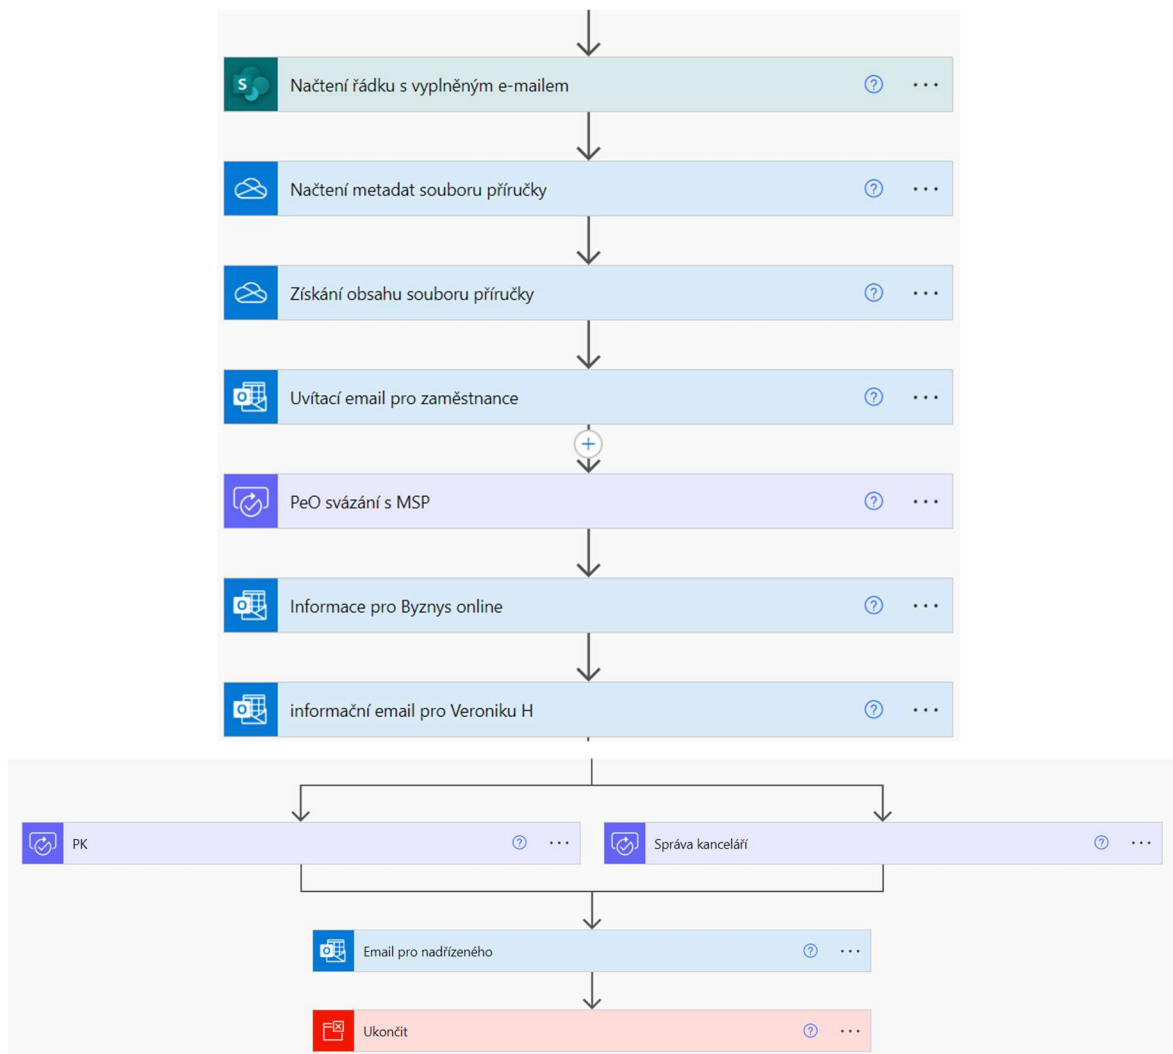 Načtení řádku s vyplněným e-mailem
Načtení metadat souboru příručky
Získání obsahu souboru příručky
Uvítací email pro zaměstnance
PeO svázání s MSP
Informace pro Byznys online
informační email pro Veroniku H
PK
Správa kanceláří
Email pro nadřízeného
Ukončit